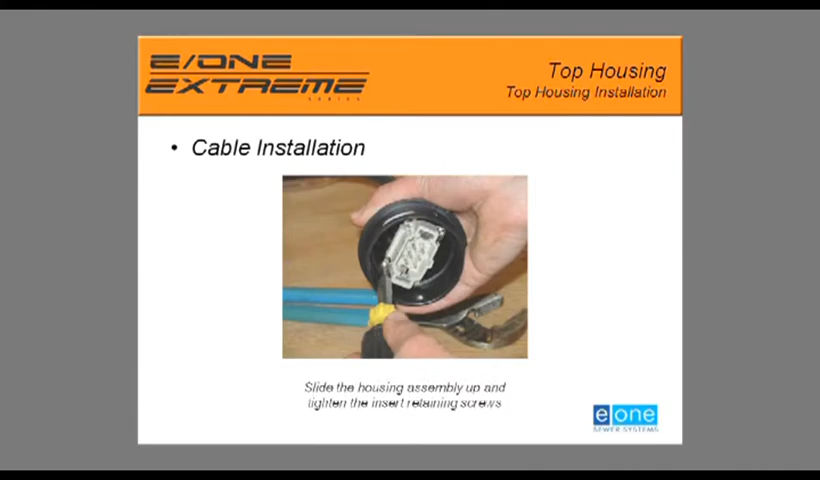 E/ONE
EXTREME
SERIES
Top Housing
Top Housing Installation
• Cable Installation
Slide the housing assembly up and
tighten the insert retaining screws
e one
SEWER SYSTEMS